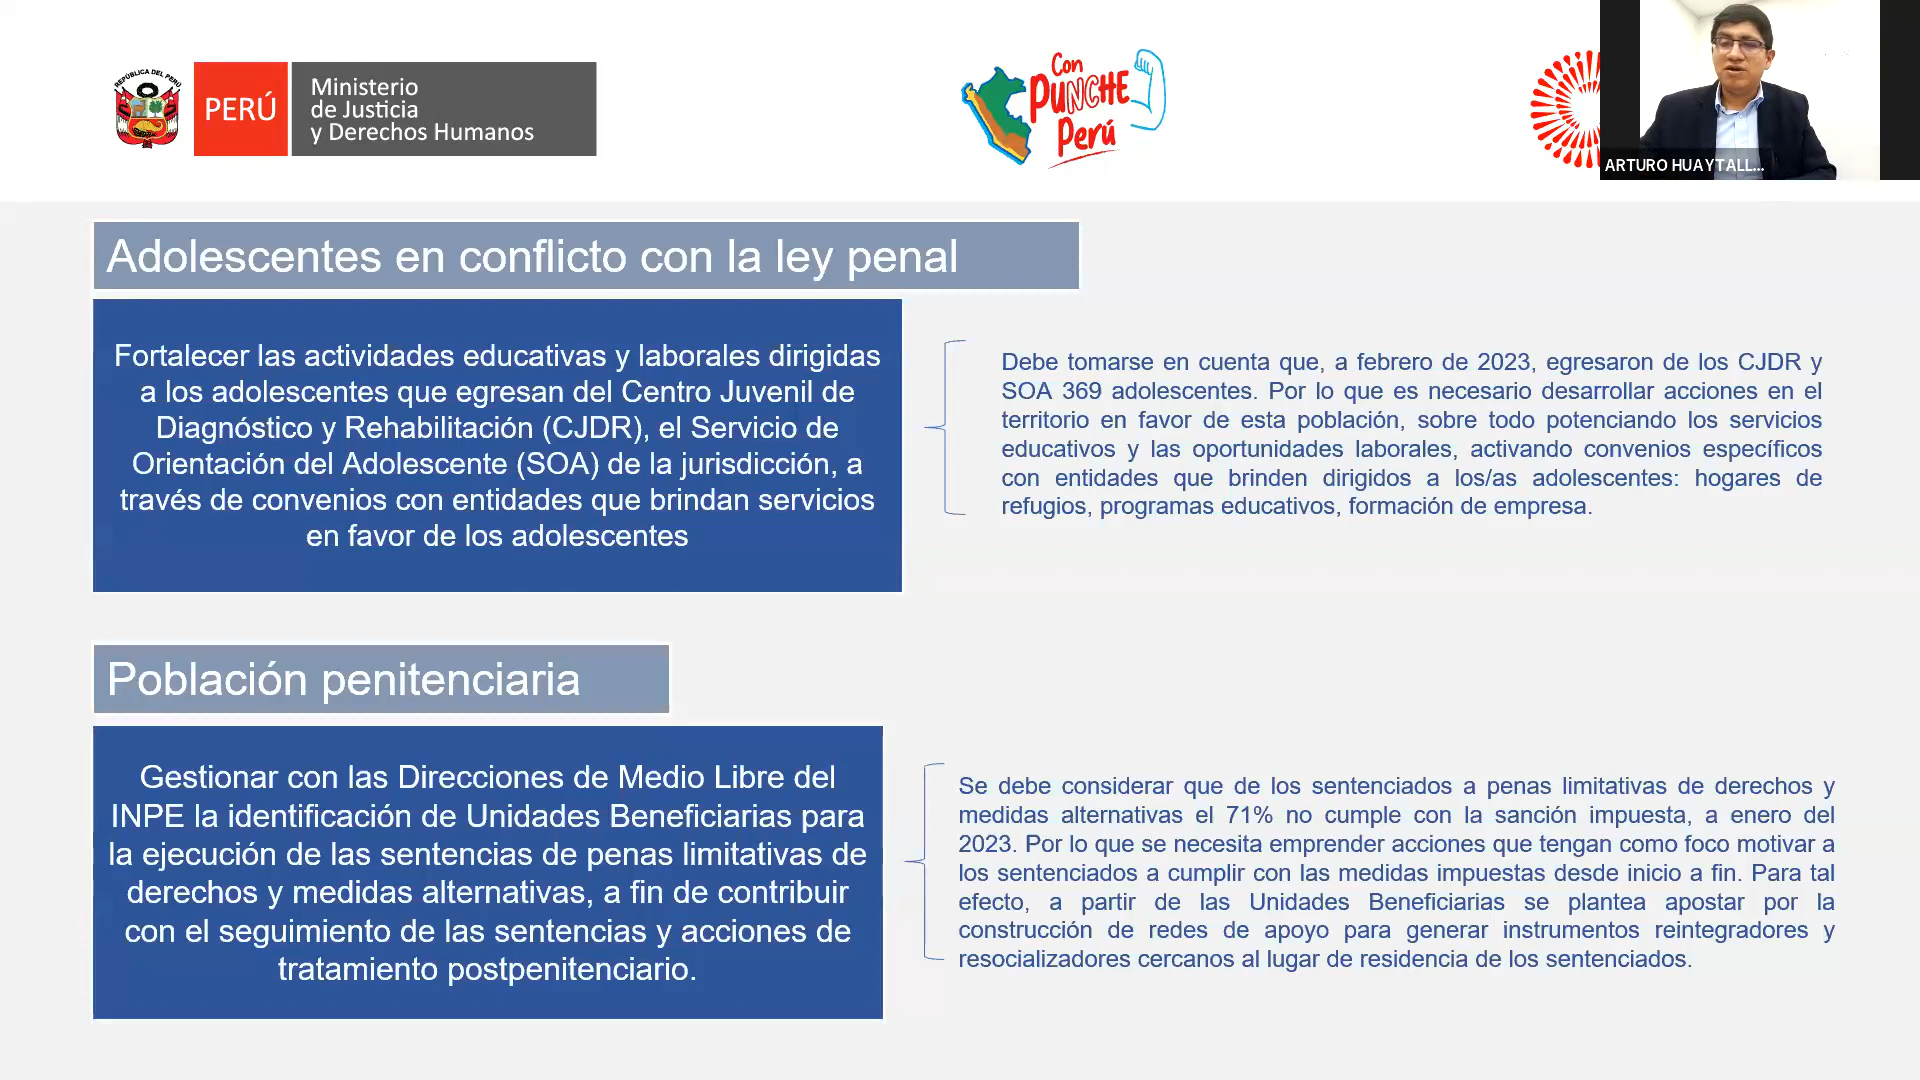 REPÚBLICA DEL PERÚ
PERÚ
Ministerio
de Justicia
y Derechos Humanos
Con
PUNCHE
Perú
ARTURO HUAYTALL...
Adolescentes en conflicto con la ley penal
Fortalecer las actividades educativas y laborales dirigidas
a los adolescentes que egresan del Centro Juvenil de
Diagnóstico y Rehabilitación (CJDR), el Servicio de
Orientación del Adolescente (SOA) de la jurisdicción, a
través de convenios con entidades que brindan servicios
en favor de los adolescentes
Debe tomarse en cuenta que, a febrero de 2023, egresaron de los CJDR y
SOA 369 adolescentes. Por lo que es necesario desarrollar acciones en el
territorio en favor de esta población, sobre todo potenciando los servicios
educativos y las oportunidades laborales, activando convenios específicos
con entidades que brinden dirigidos a los/as adolescentes: hogares de
refugios, programas educativos, formación de empresa.
Población penitenciaria
Gestionar con las Direcciones de Medio Libre del
INPE la identificación de Unidades Beneficiarias para
la ejecución de las sentencias de penas limitativas de
derechos y medidas alternativas, a fin de contribuir
con el seguimiento de las sentencias y acciones de
tratamiento postpenitenciario.
Se debe considerar que de los sentenciados a penas limitativas de derechos y
medidas alternativas el 71% no cumple con la sanción impuesta, a enero del
2023. Por lo que se necesita emprender acciones que tengan como foco motivar a
los sentenciados a cumplir con las medidas impuestas desde inicio a fin. Para tal
efecto, a partir de las Unidades Beneficiarias se plantea apostar por la
construcción de redes de apoyo para generar instrumentos reintegradores y
resocializadores cercanos al lugar de residencia de los sentenciados.